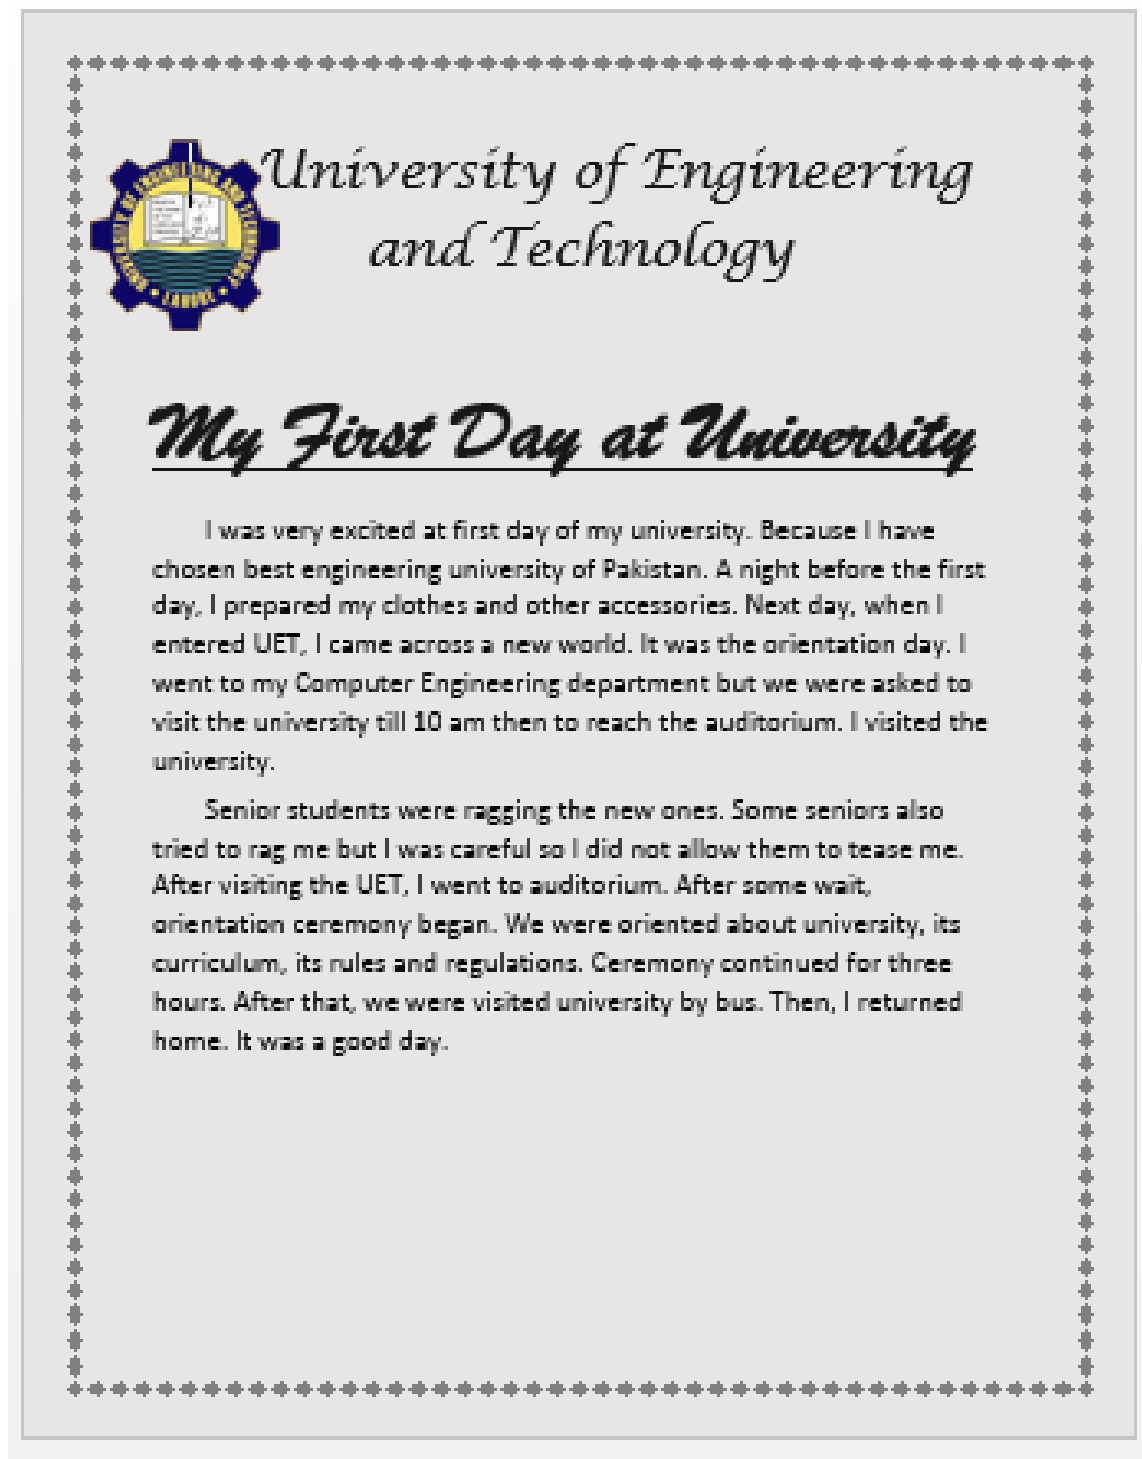 University of Engineering
and Technology
UNIVERSITY OF ENGINEERING AND TECHNOLOGY
LAHORE
My First Day at University
I was very excited at first day of my university. Because I have
chosen best engineering university of Pakistan. A night before the first
day, I prepared my clothes and other accessories. Next day, when I
entered UET, I came across a new world. It was the orientation day. I
went to my Computer Engineering department but we were asked to
visit the university till 10 am then to reach the auditorium. I visited the
university.
Senior students were ragging the new ones. Some seniors also
tried to rag me but I was careful so I did not allow them to tease me.
After visiting the UET, I went to auditorium. After some wait,
orientation ceremony began. We were oriented about university, its
curriculum, its rules and regulations. Ceremony continued for three
hours. After that, we were visited university by bus. Then, I returned
home. It was a good day.